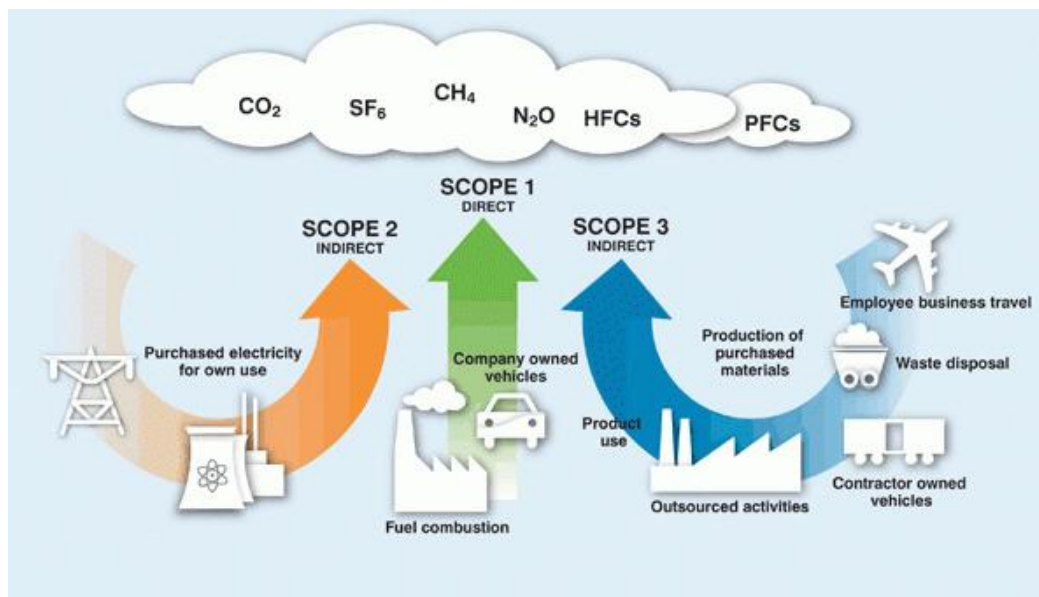 CO₂
SF₆
CH₄
N₂O
HFCs
PFCs
SCOPE 1
DIRECT
SCOPE 2
INDIRECT
SCOPE 3
INDIRECT
Purchased electricity
for own use
Company owned
vehicles
Fuel combustion
Product
use
Production of
purchased
materials
Outsourced activities
Employee business travel
Waste disposal
Contractor owned
vehicles